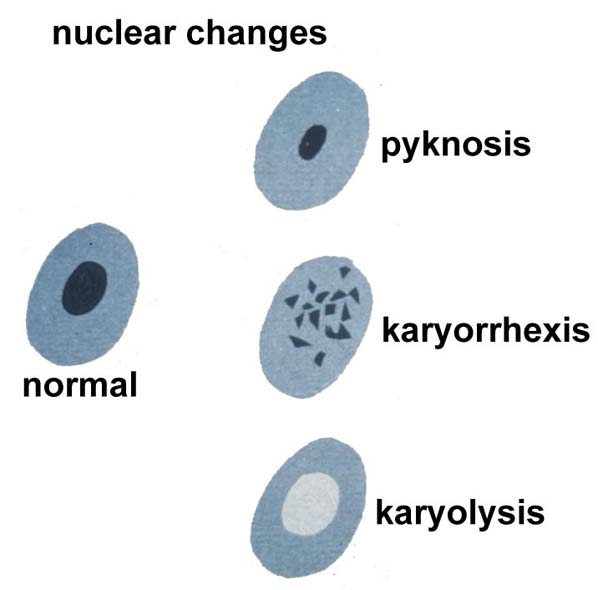 nuclear changes
pyknosis
normal
karyorrhexis
karyolysis